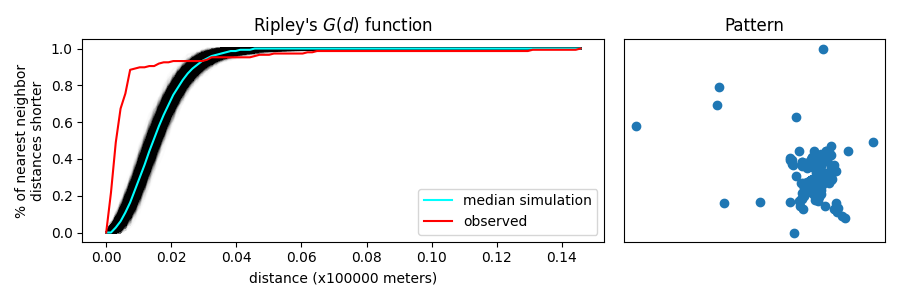 Ripley's G(d) function
% of nearest neighbor
distances shorter
1.0
0.8
0.6
0.4
0.2
0.0
0.00 0.02 0.04 0.06 0.08 0.10 0.12 0.14
distance (x100000 meters)
median simulation
observed
Pattern